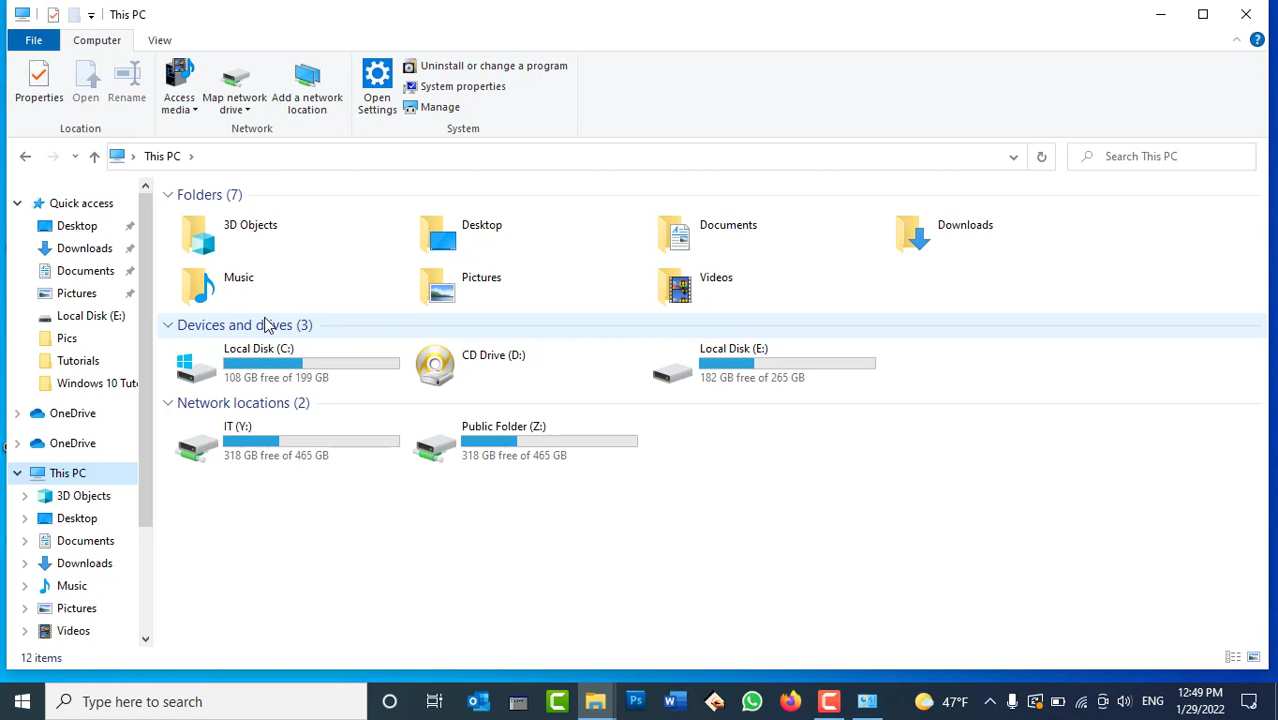 This PC
File
Computer
View
Properties
Open
Rename
Access
media
Map network
drive
Add a network
location
Open
Settings
Uninstall or change a program
System properties
Manage
Location
Network
System
This PC
Search This PC
Quick access
Desktop
Downloads
Documents
Pictures
Local Disk (E:)
Pics
Tutorials
Windows 10 Tut
OneDrive
OneDrive
This PC
3D Objects
Desktop
Documents
Downloads
Music
Pictures
Videos
Folders (7)
3D Objects
Desktop
Documents
Downloads
Music
Pictures
Videos
Devices and drives (3)
Local Disk (C:)
108 GB free of 199 GB
CD Drive (D:)
Local Disk (E:)
182 GB free of 265 GB
Network locations (2)
IT (Y:)
318 GB free of 465 GB
Public Folder (Z:)
318 GB free of 465 GB
12 items
Type here to search
47°F
ENG
12:49 PM
1/29/2022